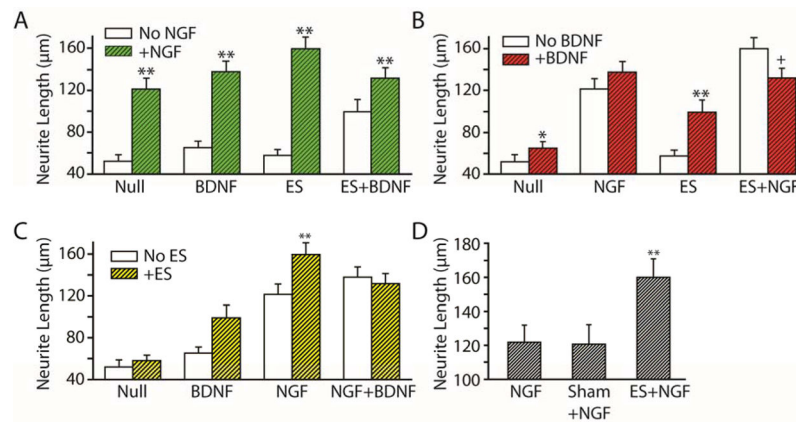 A
No NGF
+NGF
Neurite Length (µm)
160
120
80
40
**
**
**
**
Null
BDNF
ES
ES+BDNF
B
No BDNF
+BDNF
Neurite Length (µm)
160
120
80
40
*
**
+
Null
NGF
ES
ES+NGF
C
No ES
+ES
Neurite Length (µm)
160
120
80
40
**
Null
BDNF
NGF
NGF+BDNF
D
Neurite Length (µm)
180
160
140
120
100
**
NGF
Sham
+NGF
ES+NGF